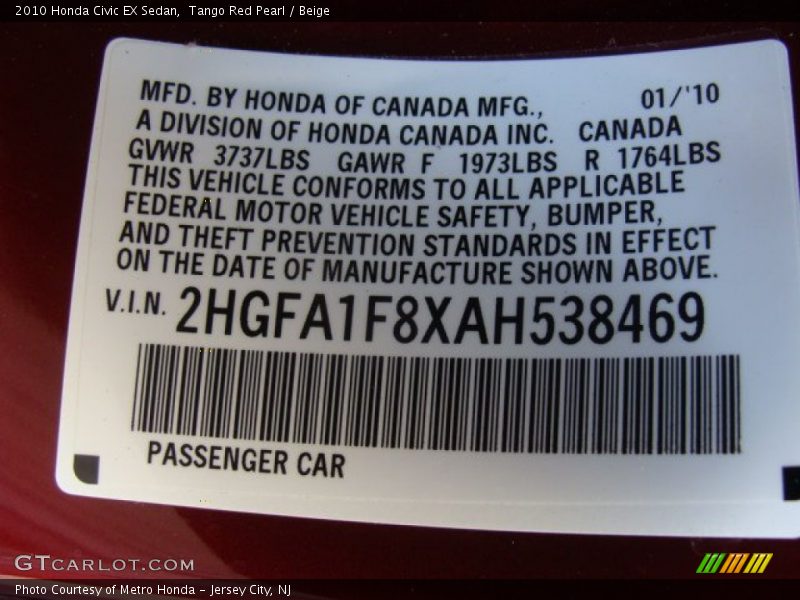 2010 Honda Civic EX Sedan,  Tango Red Pearl / Beige
MFD. BY HONDA OF CANADA MFG., 01/'10
A DIVISION OF HONDA CANADA INC. CANADA
GVWR 3737LBS GAWR F 1973LBS R 1764LBS
THIS VEHICLE CONFORMS TO ALL APPLICABLE
FEDERAL MOTOR VEHICLE SAFETY, BUMPER,
AND THEFT PREVENTION STANDARDS IN EFFECT
ON THE DATE OF MANUFACTURE SHOWN ABOVE.
V.I.N. 2HGFA1F8XAH538469
PASSENGER CAR
GTCARLOT.COM
Photo Courtesy of Metro Honda - Jersey City, NJ